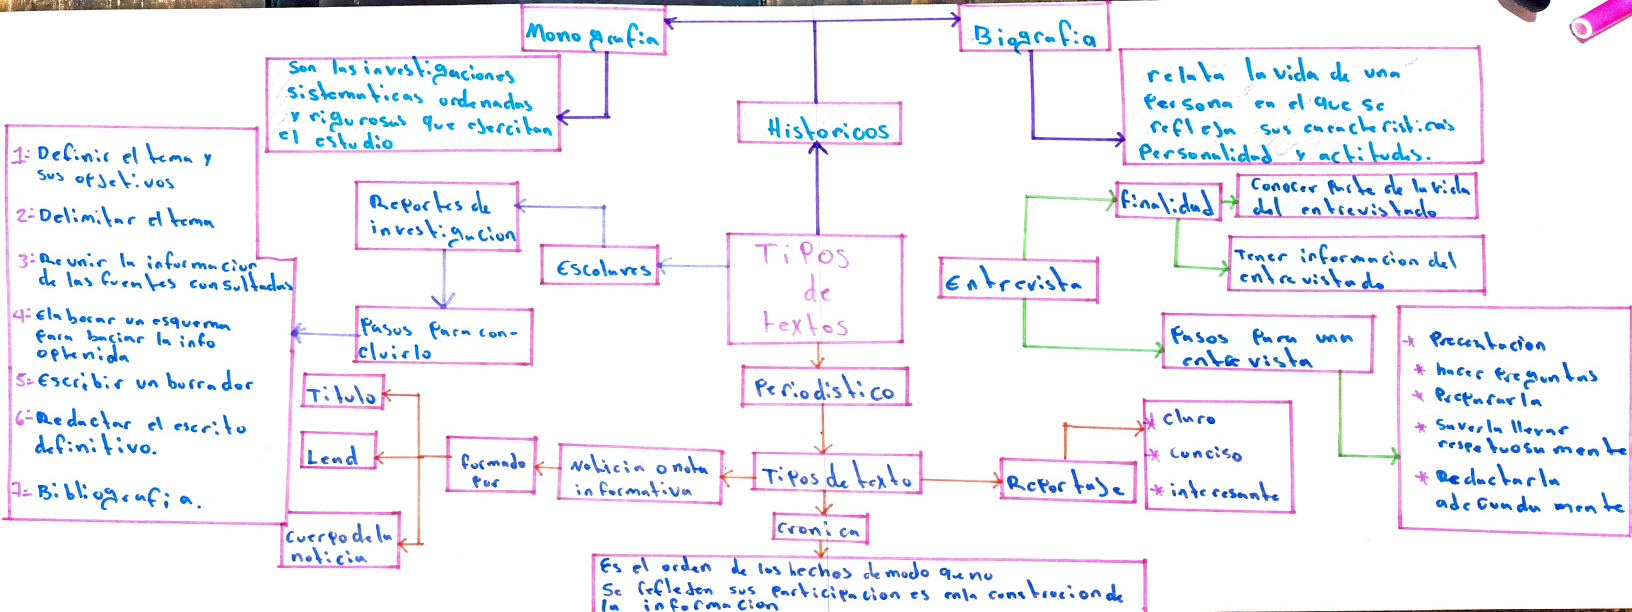 Monografia
Biografia
Son las investigaciones
sistematicas ordenadas
y rigurosas que ejercitan
el estudio
Historicos
relata la vida de una
Persona en el que se
refleja sus caracteristicas
Personalidad y actitudes.
1: Definir el tema y
sus opjetivos
2: Delimitar el tema
3: Reunir la informacion
de las fuentes consultadas
4: Elaborar un esquema
para baciar la info
optenida
5: Escribir un burrador
6: Redactar el escrito
definitivo.
7: Bibliografia.
Reportes de
investigacion
Escolares
Pasos para con-
cluirlo
Tipos
de
textos
Entrevista
finalidad
Conocer parte de la vida
del entrevistado
Tener informacion del
entrevistado
Pasos para una
entrevista
* Precentacion
* hacer preguntas
* Prepararla
* Saverla llevar
respetuosamente
* Redactarla
adecuadamente
Periodistico
Tipos de texto
Noticia o nota
informativa
formado
por
Titulo
Lead
Cuerpo de la
noticia
Reportaje
* claro
* conciso
* interesante
Cronica
Es el orden de los hechos de modo que no
Se reflejen sus participacion es enla construcion de
la informacion